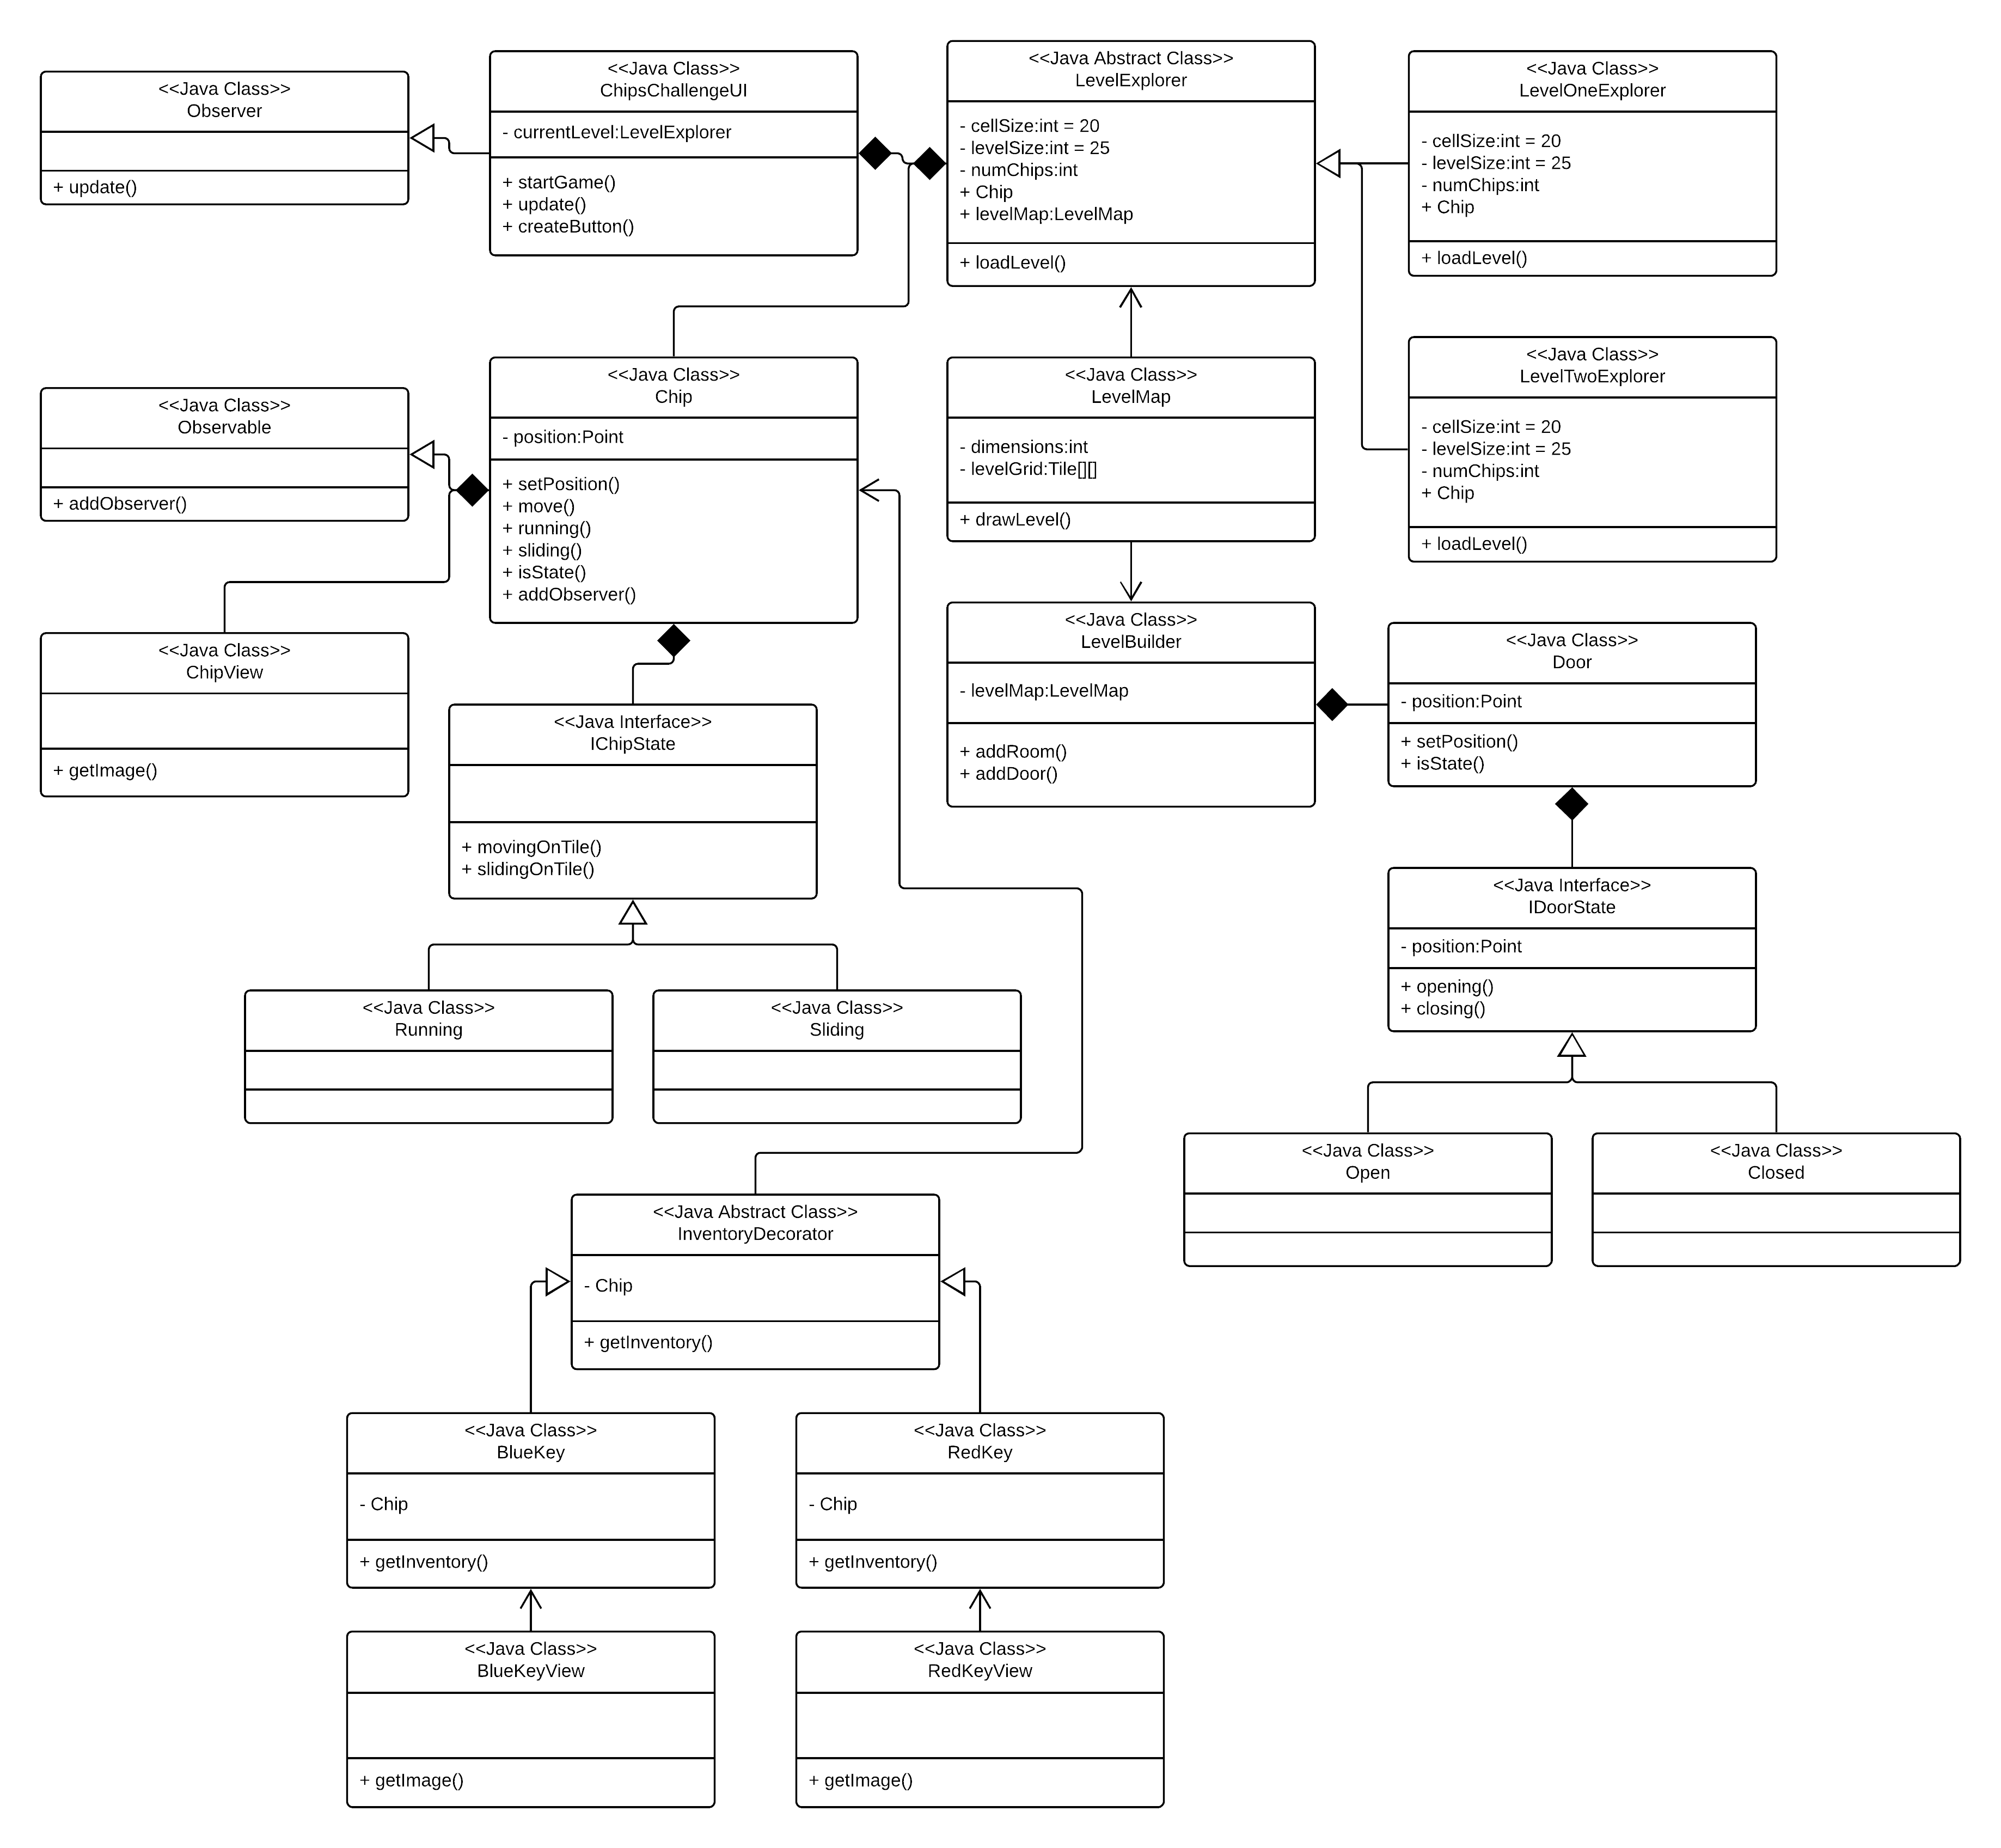 <<Java Class>>
Observer
+ update()
<<Java Class>>
ChipsChallengeUI
- currentLevel:LevelExplorer
+ startGame()
+ update()
+ createButton()
<<Java Abstract Class>>
LevelExplorer
- cellSize:int = 20
- levelSize:int = 25
- numChips:int
+ Chip
+ levelMap:LevelMap
+ loadLevel()
<<Java Class>>
LevelOneExplorer
- cellSize:int = 20
- levelSize:int = 25
- numChips:int
+ Chip
+ loadLevel()
<<Java Class>>
Observable
+ addObserver()
<<Java Class>>
Chip
- position:Point
+ setPosition()
+ move()
+ running()
+ sliding()
+ isState()
+ addObserver()
<<Java Class>>
LevelMap
- dimensions:int
- levelGrid:Tile[][]
+ drawLevel()
<<Java Class>>
LevelTwoExplorer
- cellSize:int = 20
- levelSize:int = 25
- numChips:int
+ Chip
+ loadLevel()
<<Java Class>>
ChipView
+ getImage()
<<Java Interface>>
IChipState
+ movingOnTile()
+ slidingOnTile()
<<Java Class>>
LevelBuilder
- levelMap:LevelMap
+ addRoom()
+ addDoor()
<<Java Class>>
Door
- position:Point
+ setPosition()
+ isState()
<<Java Interface>>
IDoorState
- position:Point
+ opening()
+ closing()
<<Java Class>>
Running
<<Java Class>>
Sliding
<<Java Class>>
Open
<<Java Class>>
Closed
<<Java Abstract Class>>
InventoryDecorator
- Chip
+ getInventory()
<<Java Class>>
BlueKey
- Chip
+ getInventory()
<<Java Class>>
RedKey
- Chip
+ getInventory()
<<Java Class>>
BlueKeyView
+ getImage()
<<Java Class>>
RedKeyView
+ getImage()